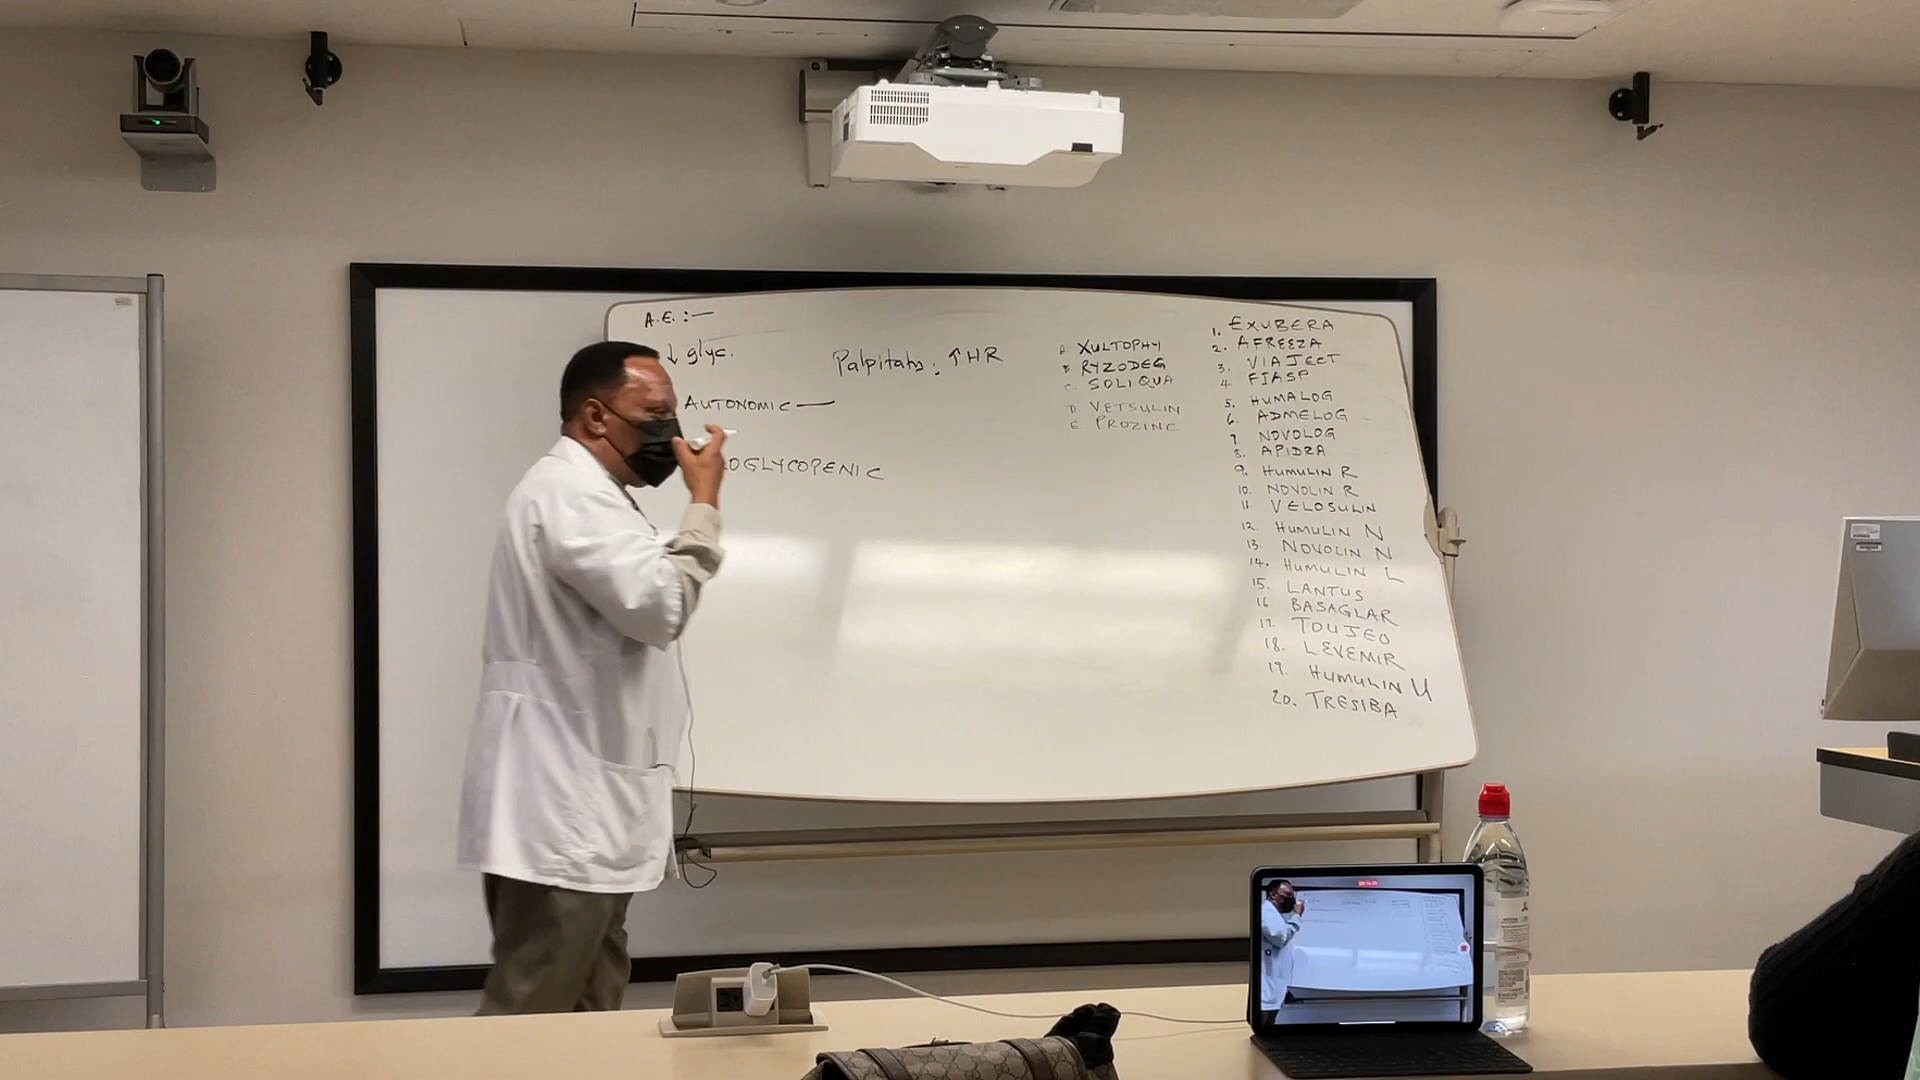 A.E. :—
↓ glyc.
Palpitatns : ↑HR
AUTONOMIC —
OGLYCOPENIC
A. XULTOPHY
B. RYZODEG
C. SOLIQUA
D. VETSULIN
E. PROZINC
1. EXUBERA
2. AFREEZA
3. VIAJECT
4 FIASP
5. HUMALOG
6. ADMELOG
7 NOVOLOG
8. APIDRA
9. HUMULIN R
10. NOVOLIN R
11. VELOSULIN
12. HUMULIN N
13. NOVOLIN N
14. HUMULIN L
15. LANTUS
16. BASAGLAR
17. TOUJEO
18. LEVEMIR
19. HUMULIN U
20. TRESIBA